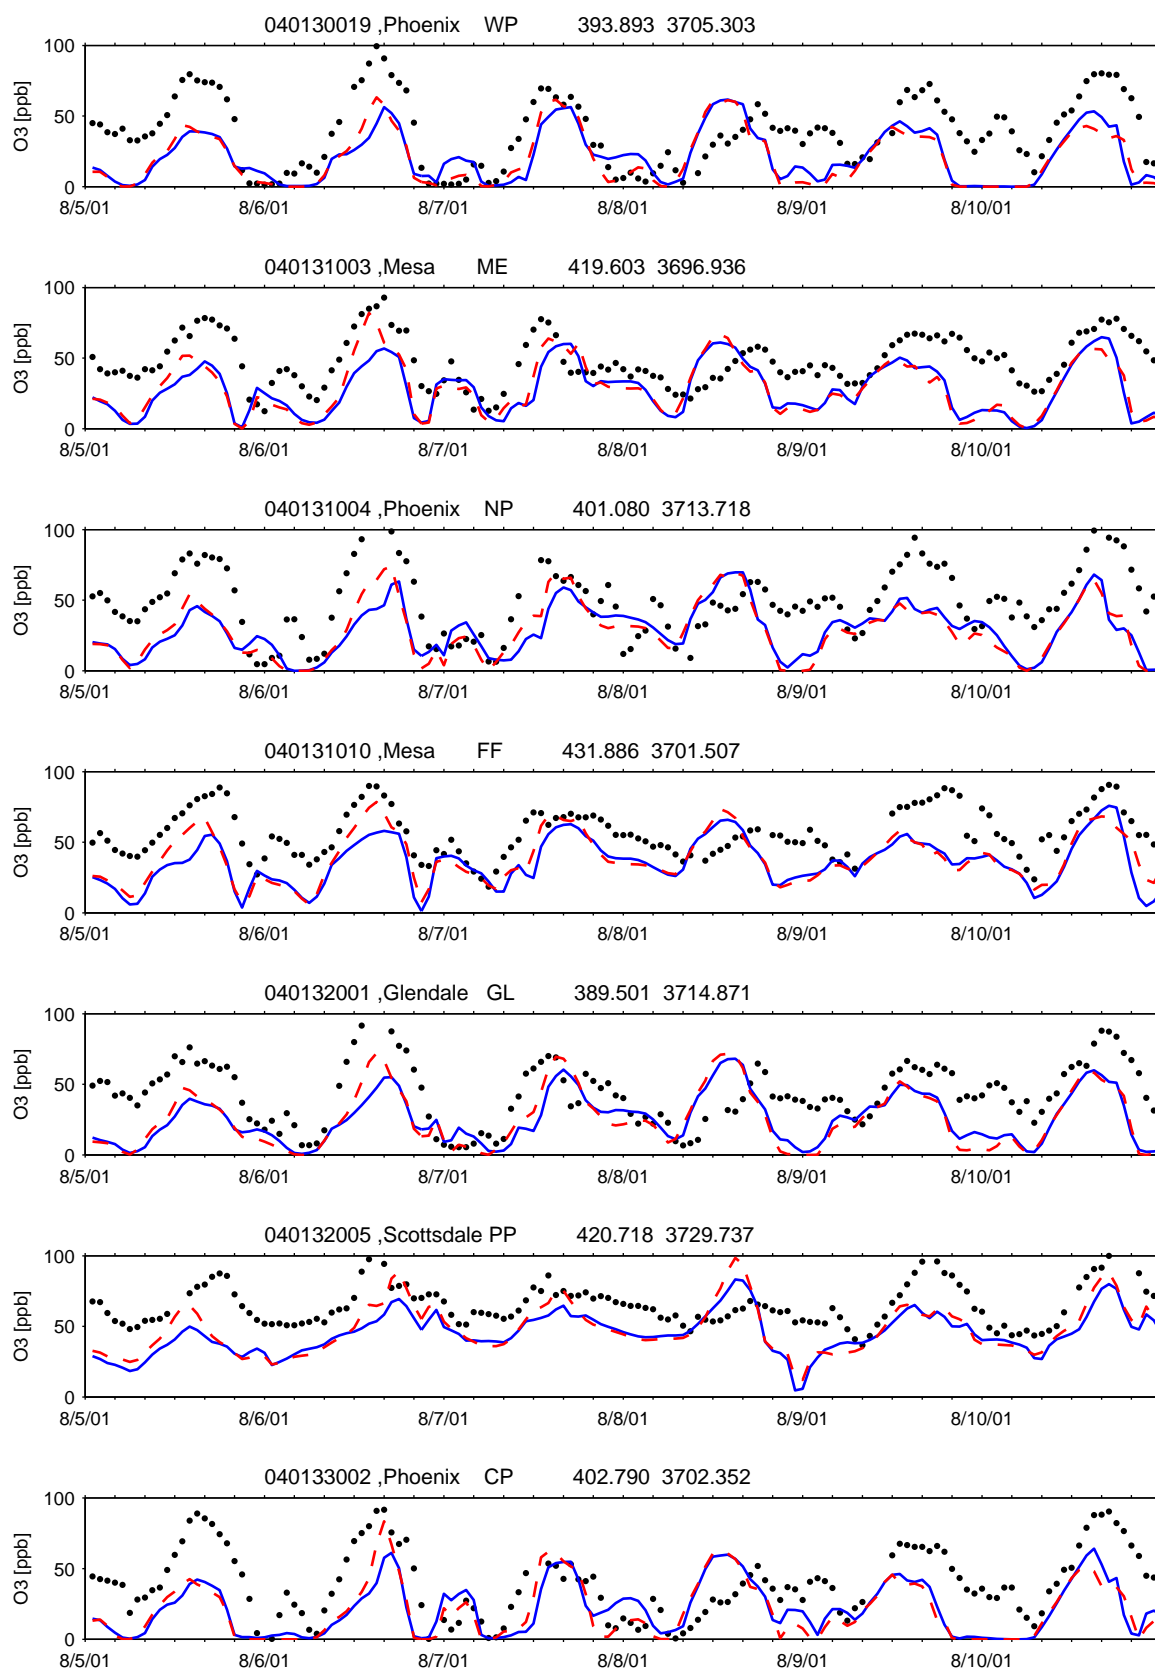 040130019 ,Phoenix WP 393.893 3705.303
100
50
0
O3 [ppb]
8/5/01 8/6/01 8/7/01 8/8/01 8/9/01 8/10/01
040131003 ,Mesa ME 419.603 3696.936
100
50
0
O3 [ppb]
8/5/01 8/6/01 8/7/01 8/8/01 8/9/01 8/10/01
040131004 ,Phoenix NP 401.080 3713.718
100
50
0
O3 [ppb]
8/5/01 8/6/01 8/7/01 8/8/01 8/9/01 8/10/01
040131010 ,Mesa FF 431.886 3701.507
100
50
0
O3 [ppb]
8/5/01 8/6/01 8/7/01 8/8/01 8/9/01 8/10/01
040132001 ,Glendale GL 389.501 3714.871
100
50
0
O3 [ppb]
8/5/01 8/6/01 8/7/01 8/8/01 8/9/01 8/10/01
040132005 ,Scottsdale PP 420.718 3729.737
100
50
0
O3 [ppb]
8/5/01 8/6/01 8/7/01 8/8/01 8/9/01 8/10/01
040133002 ,Phoenix CP 402.790 3702.352
100
50
0
O3 [ppb]
8/5/01 8/6/01 8/7/01 8/8/01 8/9/01 8/10/01